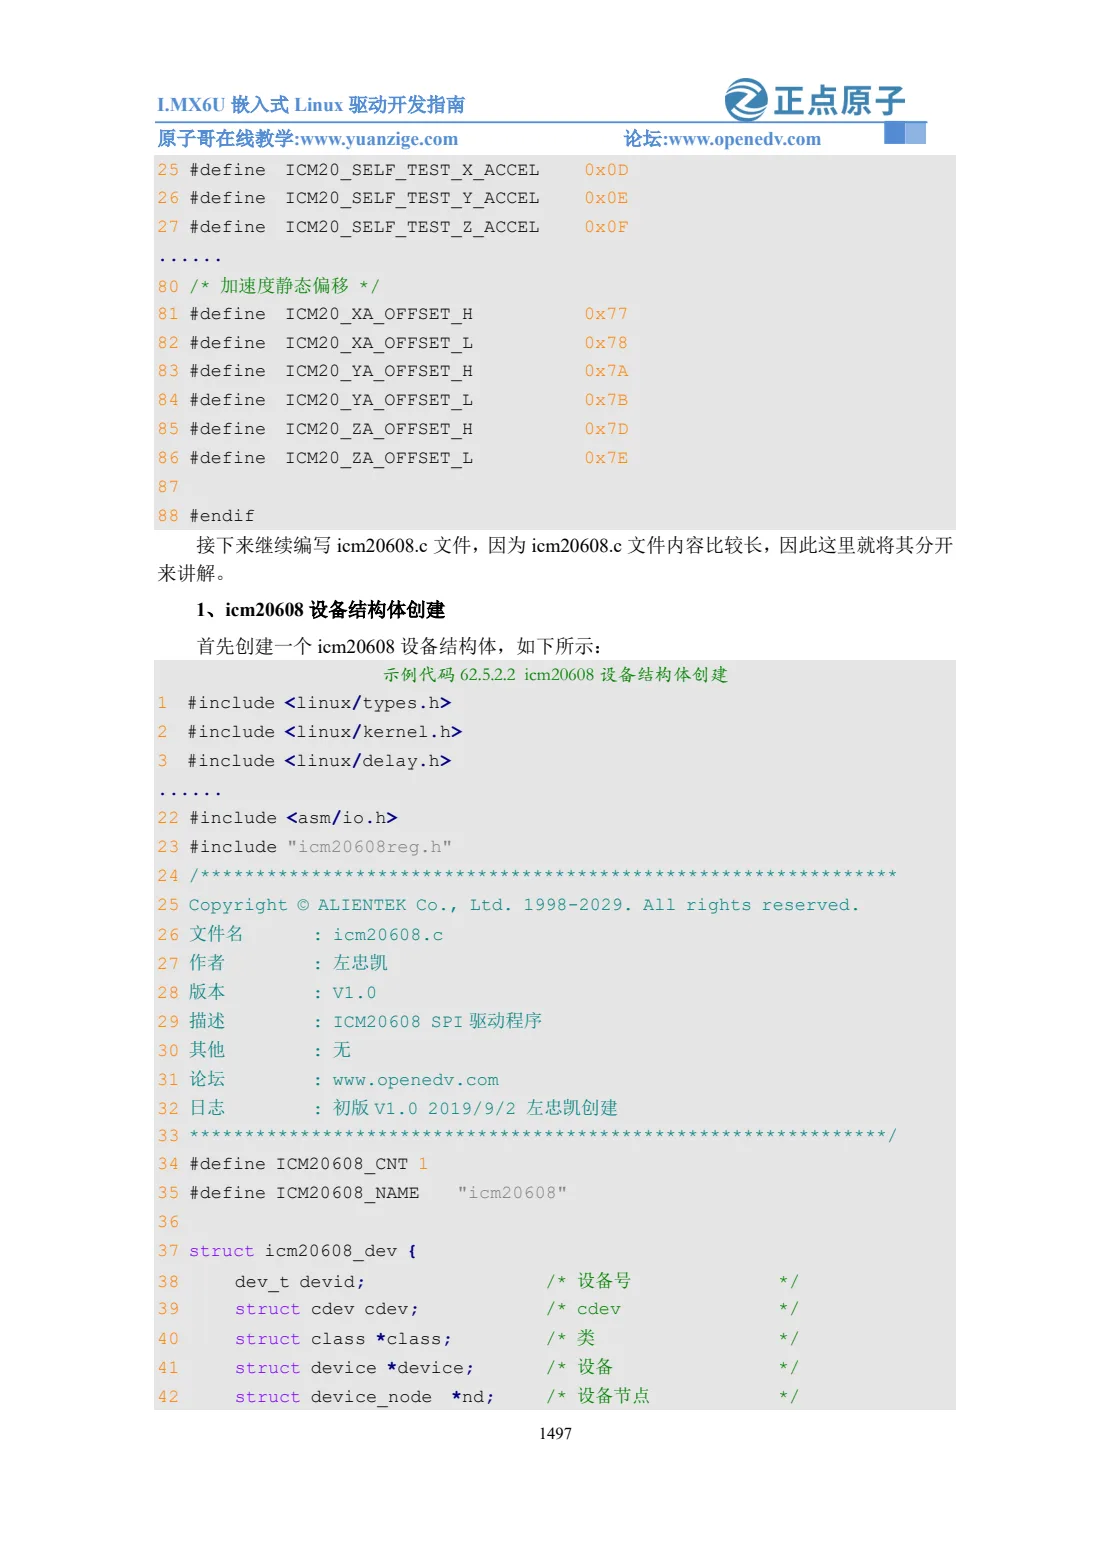 I.MX6U 嵌入式 Linux 驱动开发指南
正点原子
原子哥在线教学:www.yuanzige.com 论坛:www.openedv.com
25 #define ICM20_SELF_TEST_X_ACCEL 0x0D
26 #define ICM20_SELF_TEST_Y_ACCEL 0x0E
27 #define ICM20_SELF_TEST_Z_ACCEL 0x0F
......
80 /* 加速度静态偏移 */
81 #define ICM20_XA_OFFSET_H 0x77
82 #define ICM20_XA_OFFSET_L 0x78
83 #define ICM20_YA_OFFSET_H 0x7A
84 #define ICM20_YA_OFFSET_L 0x7B
85 #define ICM20_ZA_OFFSET_H 0x7D
86 #define ICM20_ZA_OFFSET_L 0x7E
87
88 #endif
接下来继续编写 icm20608.c 文件，因为 icm20608.c 文件内容比较长，因此这里就将其分开
来讲解。
1、icm20608 设备结构体创建
首先创建一个 icm20608 设备结构体，如下所示：
示例代码 62.5.2.2 icm20608 设备结构体创建
1 #include <linux/types.h>
2 #include <linux/kernel.h>
3 #include <linux/delay.h>
......
22 #include <asm/io.h>
23 #include "icm20608reg.h"
24 /***************************************************************
25 Copyright © ALIENTEK Co., Ltd. 1998-2029. All rights reserved.
26 文件名 : icm20608.c
27 作者 : 左忠凯
28 版本 : V1.0
29 描述 : ICM20608 SPI 驱动程序
30 其他 : 无
31 论坛 : www.openedv.com
32 日志 : 初版 V1.0 2019/9/2 左忠凯创建
33 ***************************************************************/
34 #define ICM20608_CNT 1
35 #define ICM20608_NAME "icm20608"
36
37 struct icm20608_dev {
38 dev_t devid; /* 设备号 */
39 struct cdev cdev; /* cdev */
40 struct class *class; /* 类 */
41 struct device *device; /* 设备 */
42 struct device_node *nd; /* 设备节点 */
1497